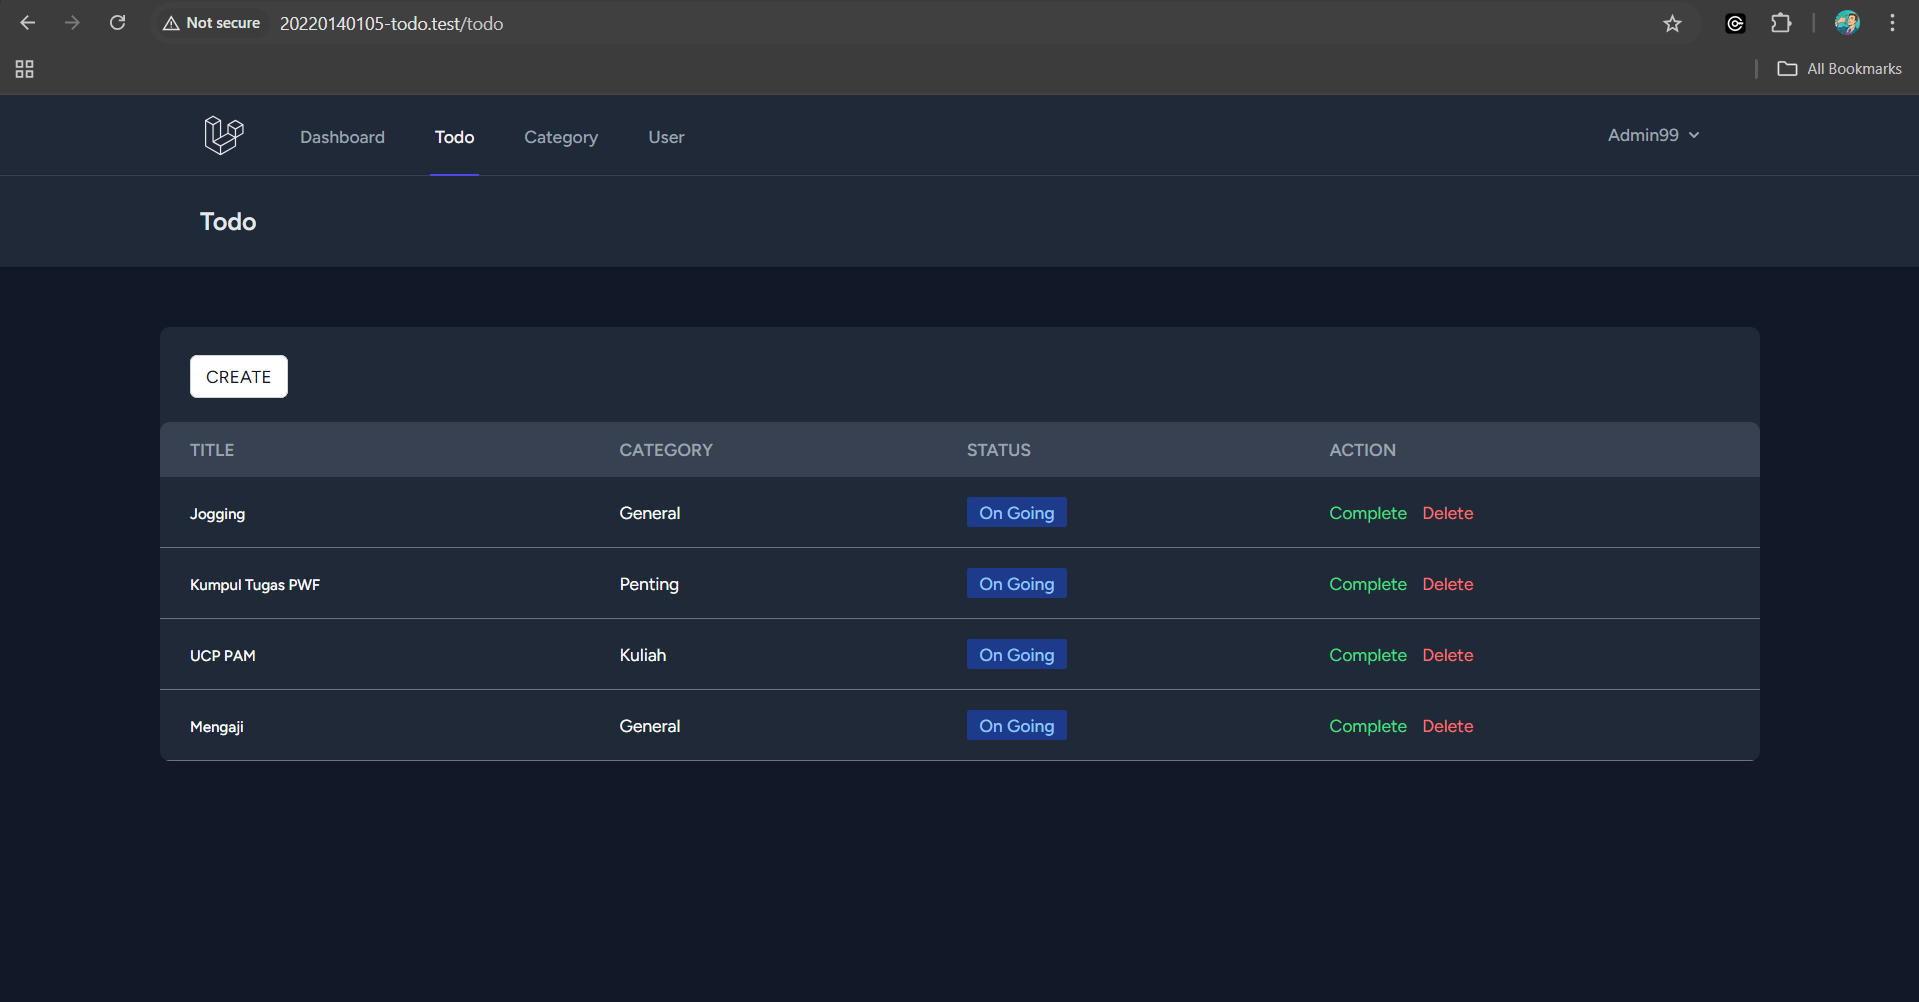 Not secure 20220140105-todo.test/todo
All Bookmarks
Dashboard Todo Category User Admin99
Todo
CREATE
TITLE CATEGORY STATUS ACTION
Jogging General On Going Complete Delete
Kumpul Tugas PWF Penting On Going Complete Delete
UCP PAM Kuliah On Going Complete Delete
Mengaji General On Going Complete Delete